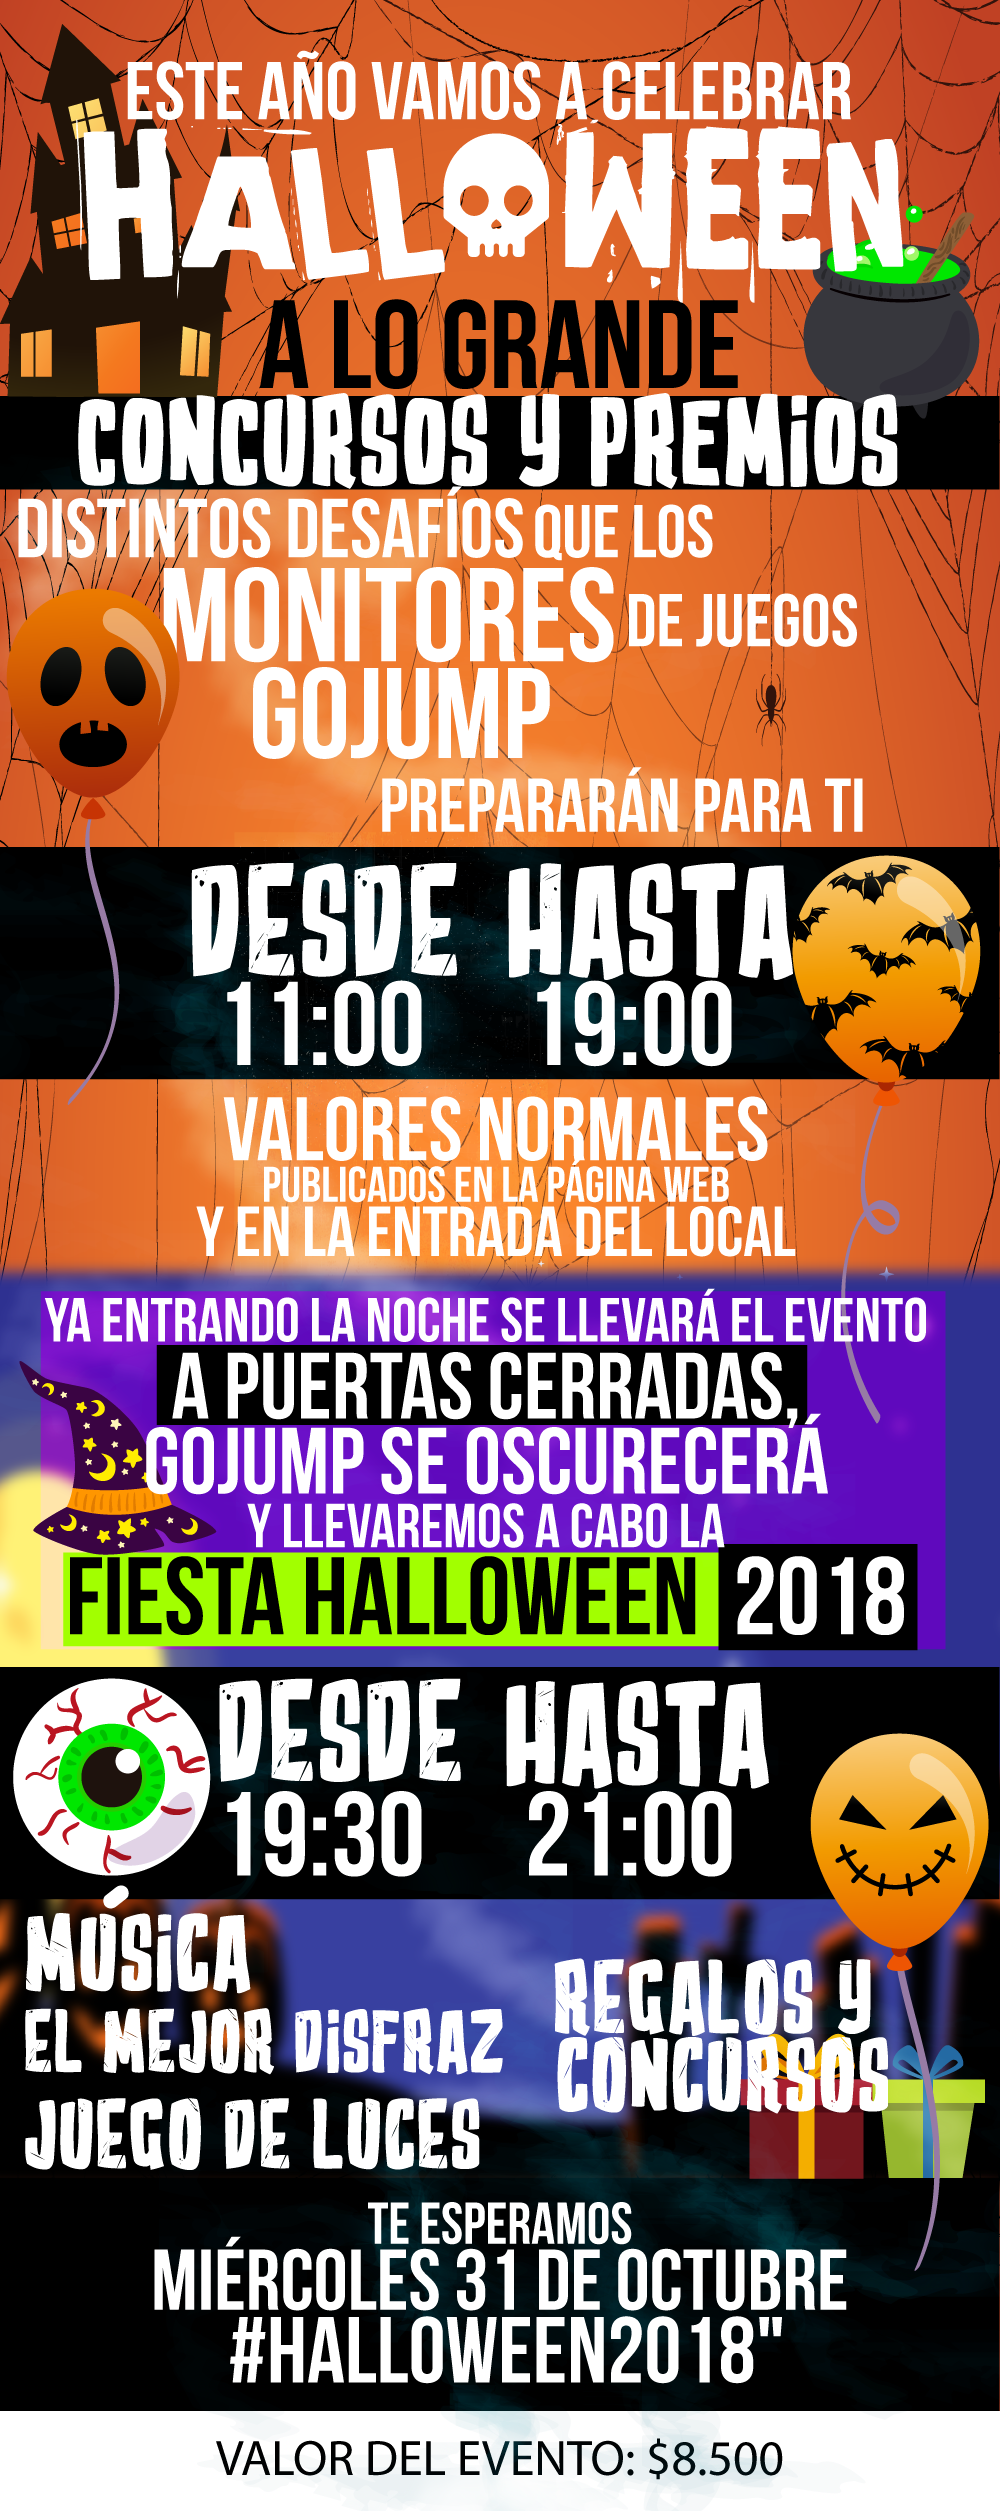 ESTE AÑO VAMOS A CELEBRAR
HALLOWEEN
A LO GRANDE
CONCURSOS Y PREMIOS
DISTINTOS DESAFÍOS QUE LOS
MONITORES DE JUEGOS
GOJUMP
PREPARARÁN PARA TI
DESDE HASTA
11:00 19:00
VALORES NORMALES
PUBLICADOS EN LA PÁGINA WEB
Y EN LA ENTRADA DEL LOCAL
YA ENTRANDO LA NOCHE SE LLEVARÁ EL EVENTO
A PUERTAS CERRADAS,
GOJUMP SE OSCURECERÁ
Y LLEVAREMOS A CABO LA
FIESTA HALLOWEEN 2018
DESDE HASTA
19:30 21:00
MÚSICA
EL MEJOR DISFRAZ
JUEGO DE LUCES
REGALOS Y
CONCURSOS
TE ESPERAMOS
MIÉRCOLES 31 DE OCTUBRE
#HALLOWEEN2018"
VALOR DEL EVENTO: $8.500